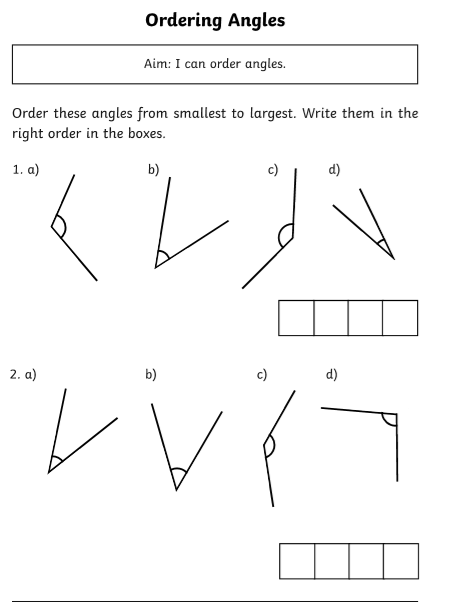 Ordering Angles
Aim: I can order angles.
Order these angles from smallest to largest. Write them in the
right order in the boxes.
1. a) b) c) d)
2. a) b) c) d)